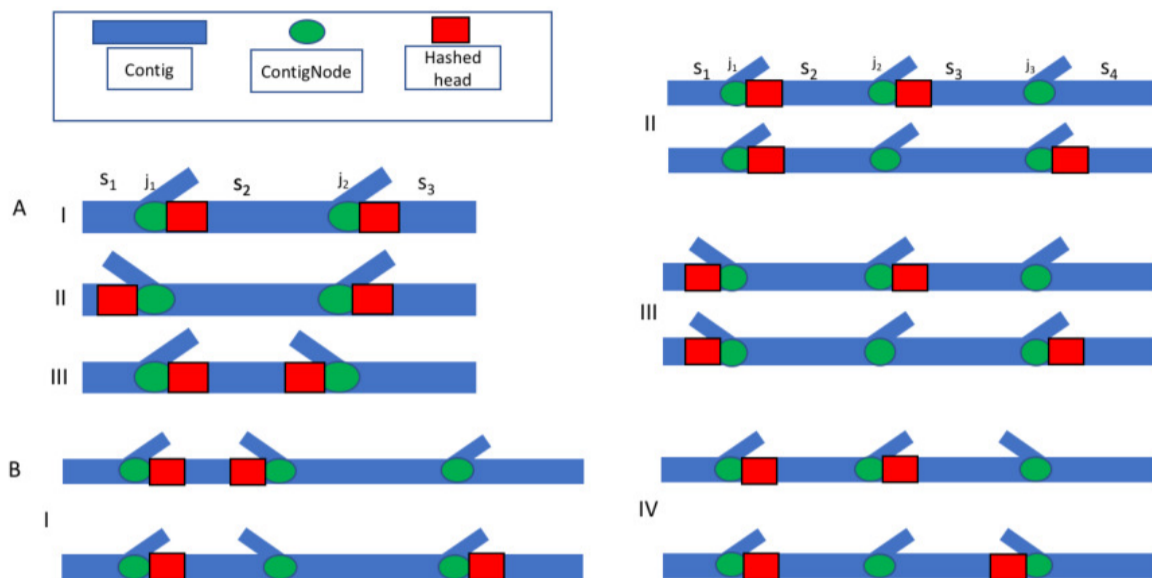 Contig
ContigNode
Hashed
head
A
I
S₁ j₁ S₂ j₂ S₃
II
III
B
I
II
S₁ j₁ S₂ j₂ S₃ j₃ S₄
III
IV